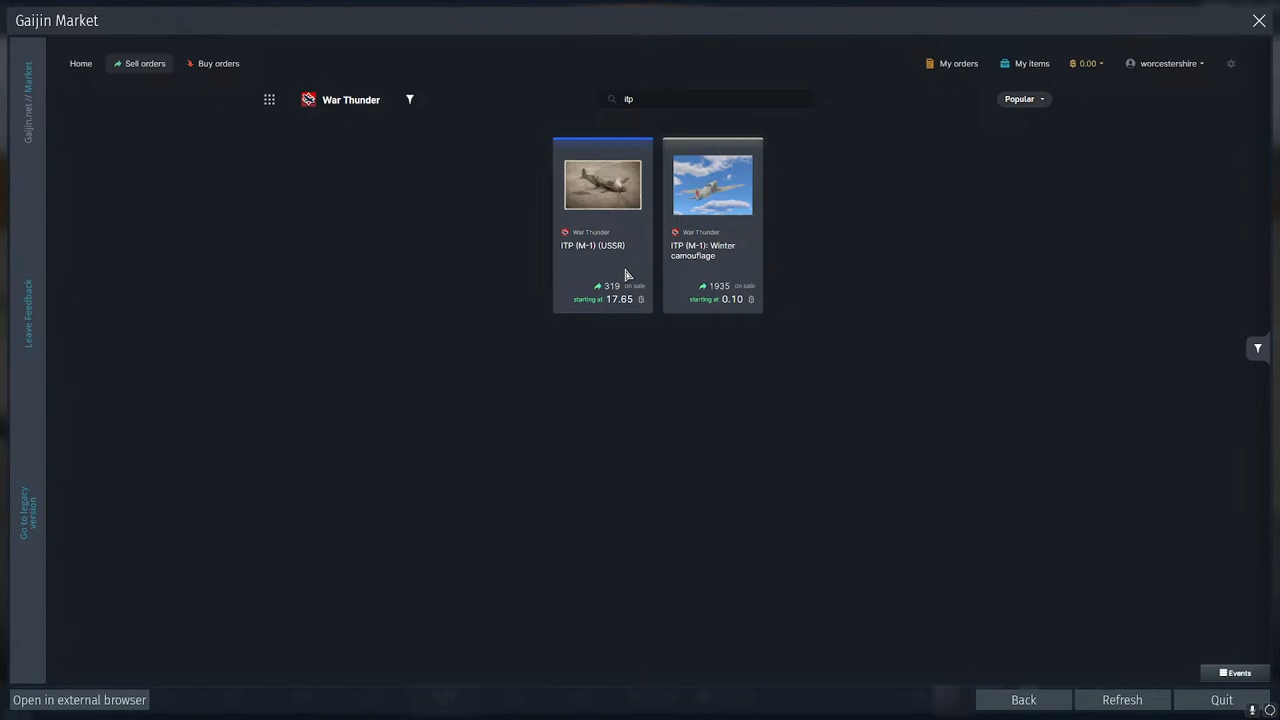 Gaijin Market
Gaijin.net // Market
Leave Feedback
Go to legacy
version
Home
Sell orders
Buy orders
My orders
My items
0.00
worcestershire
War Thunder
itp
Popular
War Thunder
ITP (M-1) (USSR)
319 on sale
starting at 17.65
War Thunder
ITP (M-1): Winter
camouflage
1935 on sale
starting at 0.10
Events
Open in external browser
Back
Refresh
Quit